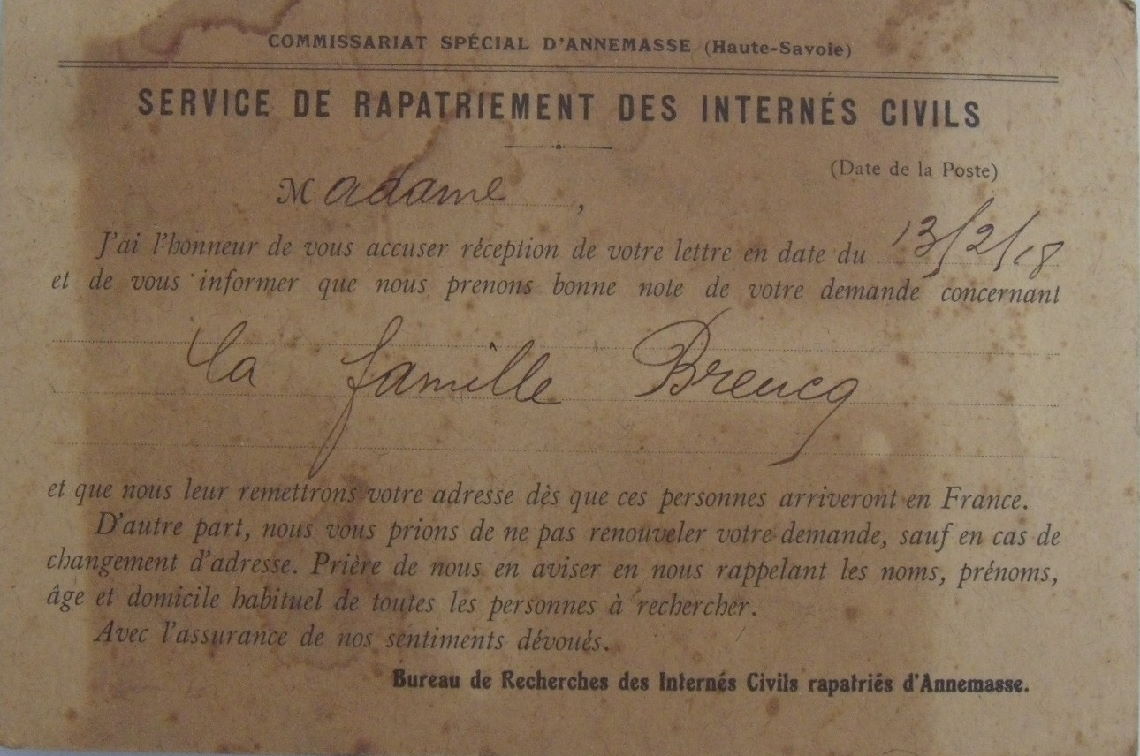 COMMISSARIAT SPÉCIAL D'ANNEMASSE (Haute-Savoie)
SERVICE DE RAPATRIEMENT DES INTERNÉS CIVILS
(Date de la Poste)
Madame,
J'ai l'honneur de vous accuser réception de votre lettre en date du 13/2/18
et de vous informer que nous prenons bonne note de votre demande concernant
la famille Breucq
et que nous leur remettrons votre adresse dès que ces personnes arriveront en France.
D'autre part, nous vous prions de ne pas renouveler votre demande, sauf en cas de
changement d'adresse. Prière de nous en aviser en nous rappelant les noms, prénoms,
âge et domicile habituel de toutes les personnes à rechercher.
Avec l'assurance de nos sentiments dévoués.
Bureau de Recherches des Internés Civils rapatriés d'Annemasse.